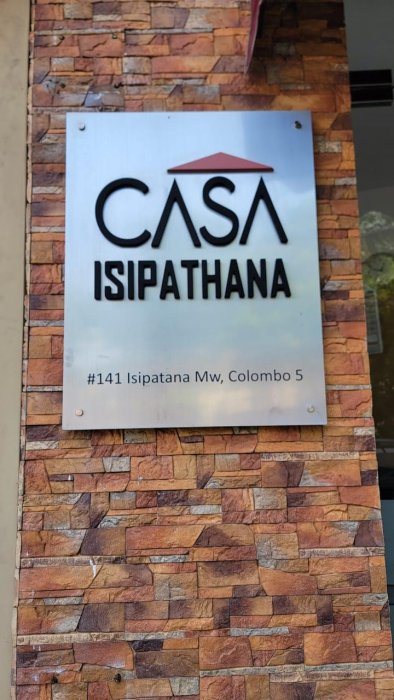 CASA
ISIPATHANA
#141 Isipatana Mw, Colombo 5